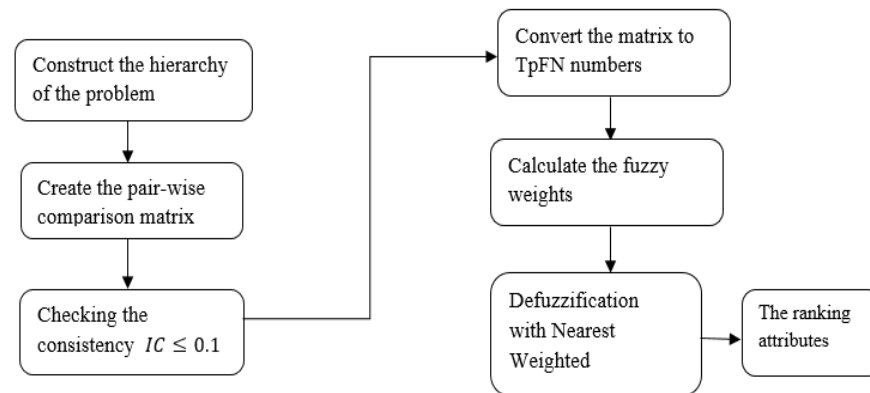 Construct the hierarchy
of the problem
Create the pair-wise
comparison matrix
Checking the
consistency IC ≤ 0.1
Convert the matrix to
TpFN numbers
Calculate the fuzzy
weights
Defuzzification
with Nearest
Weighted
The ranking
attributes